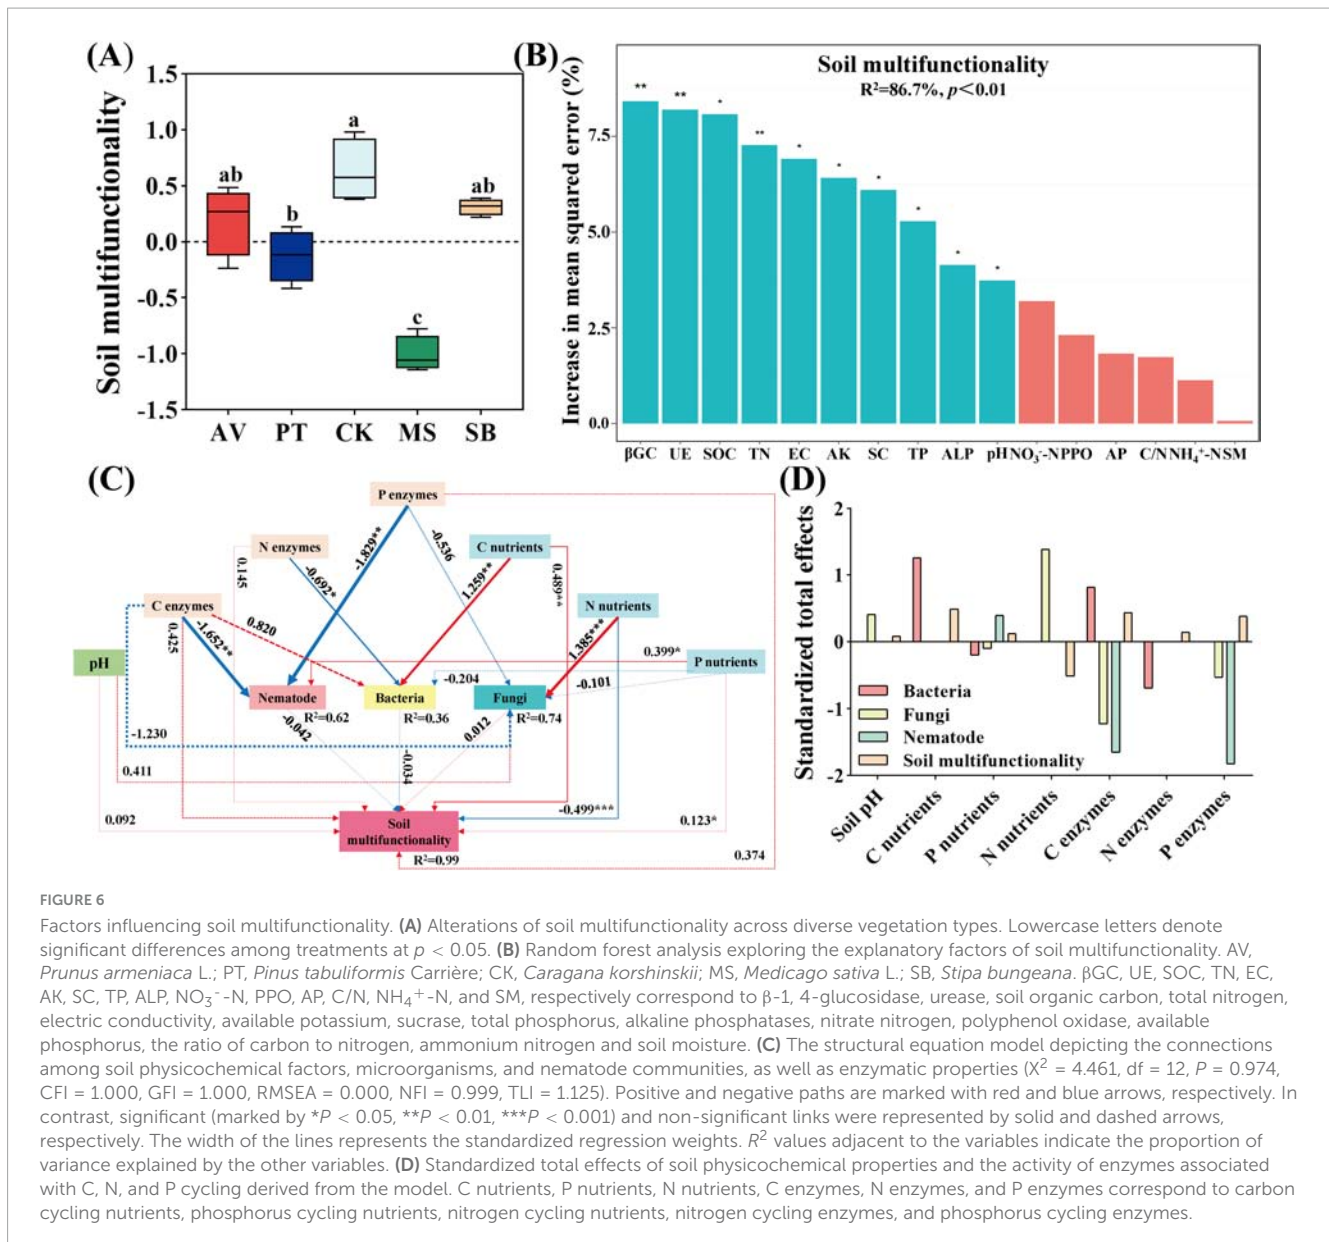 (A)
1.5
1.0
0.5
0.0
-0.5
-1.0
-1.5
Soil multifunctionality
ab
b
a
c
ab
AV PT CK MS SB
(B)
Soil multifunctionality
R²=86.7%, p<0.01
Increase in mean squared error (%)
7.5
5.0
2.5
0.0
** ** * ** * * * * * *
βGC UE SOC TN EC AK SC TP ALP pH NO₃⁻-N PPO AP C/N NH₄⁺-N SM
(C)
P enzymes
N enzymes
C nutrients
C enzymes
N nutrients
pH
P nutrients
Nematode
Bacteria
Fungi
R²=0.62
R²=0.36
R²=0.74
Soil
multifunctionality
R²=0.99
0.145
-0.692*
-1.829**
-0.536
1.259**
0.489**
-1.652**
0.425
0.820
1.385***
0.399*
-0.204
-0.101
-0.042
-0.034
0.012
-1.230
0.411
0.092
-0.499***
0.123*
0.374
(D)
Standardized total effects
1
0
-1
-2
Bacteria
Fungi
Nematode
Soil multifunctionality
Soil pH
C nutrients
P nutrients
N nutrients
C enzymes
N enzymes
P enzymes
FIGURE 6
Factors influencing soil multifunctionality. (A) Alterations of soil multifunctionality across diverse vegetation types. Lowercase letters denote
significant differences among treatments at p < 0.05. (B) Random forest analysis exploring the explanatory factors of soil multifunctionality. AV,
Prunus armeniaca L.; PT, Pinus tabuliformis Carrière; CK, Caragana korshinskii; MS, Medicago sativa L.; SB, Stipa bungeana. βGC, UE, SOC, TN, EC,
AK, SC, TP, ALP, NO₃⁻-N, PPO, AP, C/N, NH₄⁺-N, and SM, respectively correspond to β-1, 4-glucosidase, urease, soil organic carbon, total nitrogen,
electric conductivity, available potassium, sucrase, total phosphorus, alkaline phosphatases, nitrate nitrogen, polyphenol oxidase, available
phosphorus, the ratio of carbon to nitrogen, ammonium nitrogen and soil moisture. (C) The structural equation model depicting the connections
among soil physicochemical factors, microorganisms, and nematode communities, as well as enzymatic properties (X² = 4.461, df = 12, P = 0.974,
CFI = 1.000, GFI = 1.000, RMSEA = 0.000, NFI = 0.999, TLI = 1.125). Positive and negative paths are marked with red and blue arrows, respectively. In
contrast, significant (marked by *P < 0.05, **P < 0.01, ***P < 0.001) and non-significant links were represented by solid and dashed arrows,
respectively. The width of the lines represents the standardized regression weights. R² values adjacent to the variables indicate the proportion of
variance explained by the other variables. (D) Standardized total effects of soil physicochemical properties and the activity of enzymes associated
with C, N, and P cycling derived from the model. C nutrients, P nutrients, N nutrients, C enzymes, N enzymes, and P enzymes correspond to carbon
cycling nutrients, phosphorus cycling nutrients, nitrogen cycling nutrients, nitrogen cycling enzymes, and phosphorus cycling enzymes.